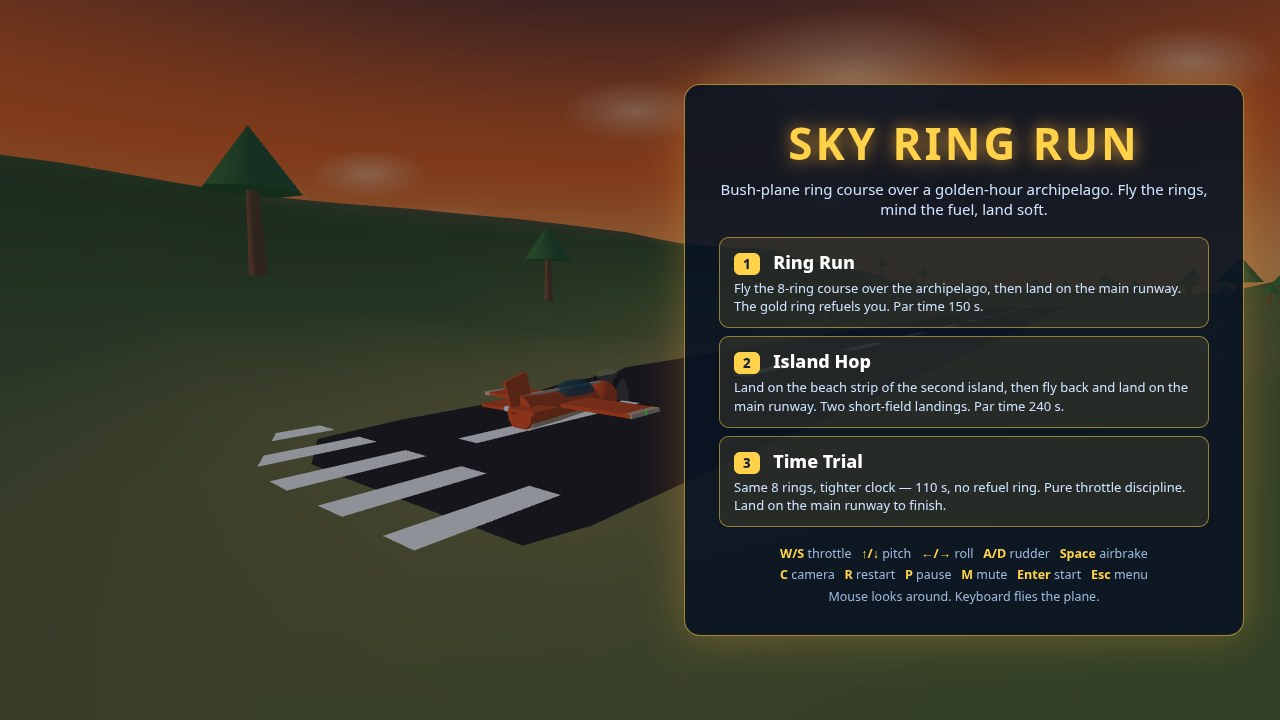 SKY RING RUN
Bush-plane ring course over a golden-hour archipelago. Fly the rings,
mind the fuel, land soft.
1 Ring Run
Fly the 8-ring course over the archipelago, then land on the main runway.
The gold ring refuels you. Par time 150 s.
2 Island Hop
Land on the beach strip of the second island, then fly back and land on the
main runway. Two short-field landings. Par time 240 s.
3 Time Trial
Same 8 rings, tighter clock — 110 s, no refuel ring. Pure throttle discipline.
Land on the main runway to finish.
W/S throttle ↑/↓ pitch ←/→ roll A/D rudder Space airbrake
C camera R restart P pause M mute Enter start Esc menu
Mouse looks around. Keyboard flies the plane.